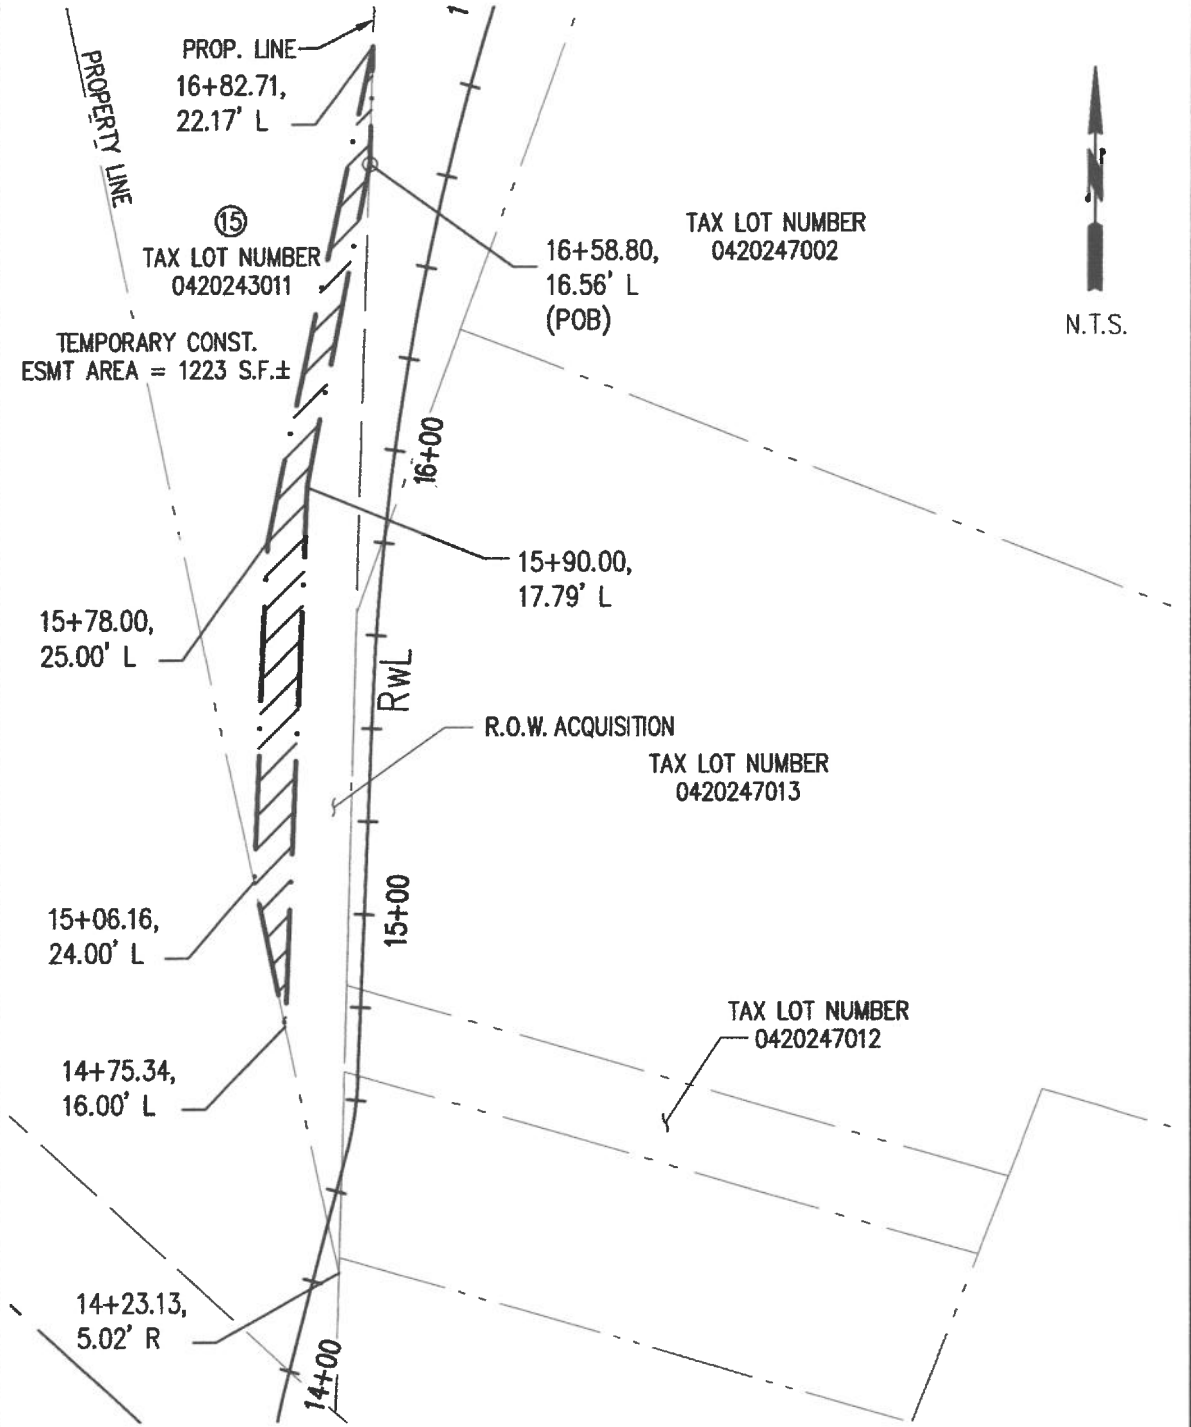 PROP. LINE
16+82.71,
22.17' L
PROPERTY LINE
15
TAX LOT NUMBER
0420243011
TEMPORARY CONST.
ESMT AREA = 1223 S.F.±
16+58.80,
16.56' L
(POB)
TAX LOT NUMBER
0420247002
N
N.T.S.
16+00
15+90.00,
17.79' L
15+78.00,
25.00' L
RwL
R.O.W. ACQUISITION
TAX LOT NUMBER
0420247013
15+00
15+06.16,
24.00' L
TAX LOT NUMBER
0420247012
14+75.34,
16.00' L
14+23.13,
5.02' R
14+00